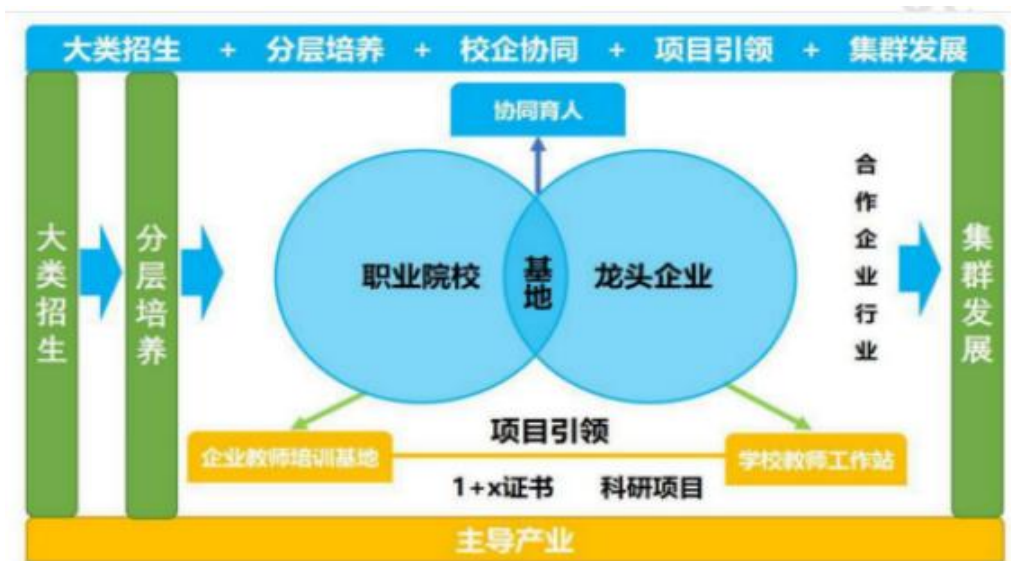 大类招生 + 分层培养 + 校企协同 + 项目引领 + 集群发展
协同育人
大类招生
分层培养
职业院校
基地
龙头企业
合作企业行业
集群发展
项目引领
企业教师培训基地
学校教师工作站
1+x证书 科研项目
主导产业